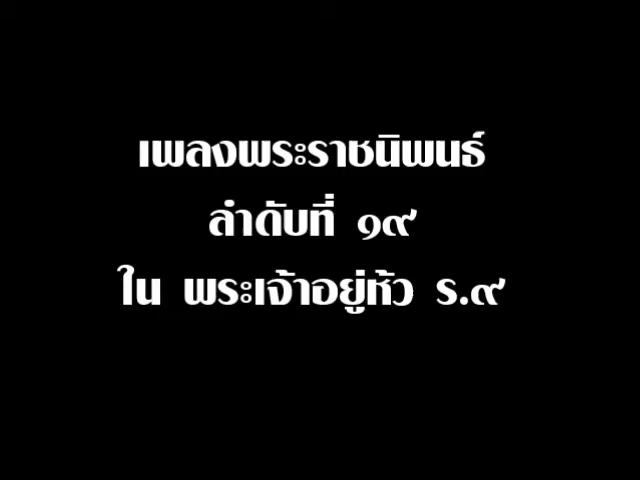 เพลงพระราชนิพนธ์
ลำดับที่ ๑๙
ใน พระเจ้าอยู่หัว ร.๙